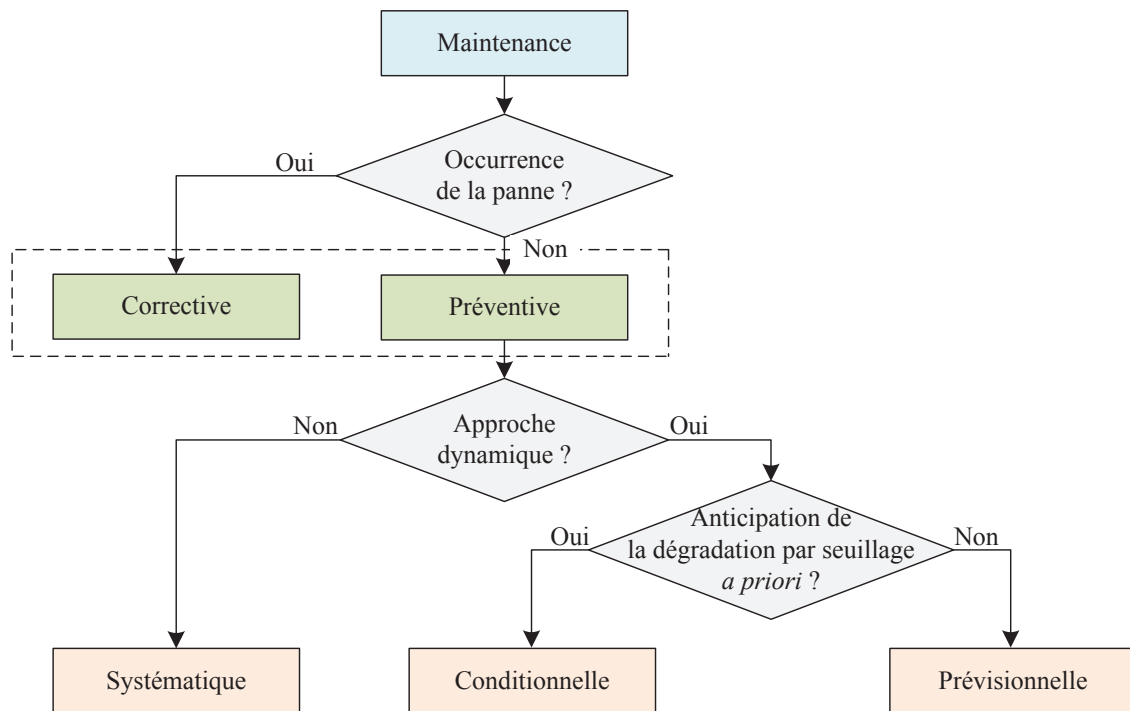 Maintenance
Occurrence
de la panne ?
Oui
Non
Corrective
Préventive
Approche
dynamique ?
Non
Oui
Anticipation de
la dégradation par seuillage
a priori ?
Oui
Non
Systématique
Conditionnelle
Prévisionnelle